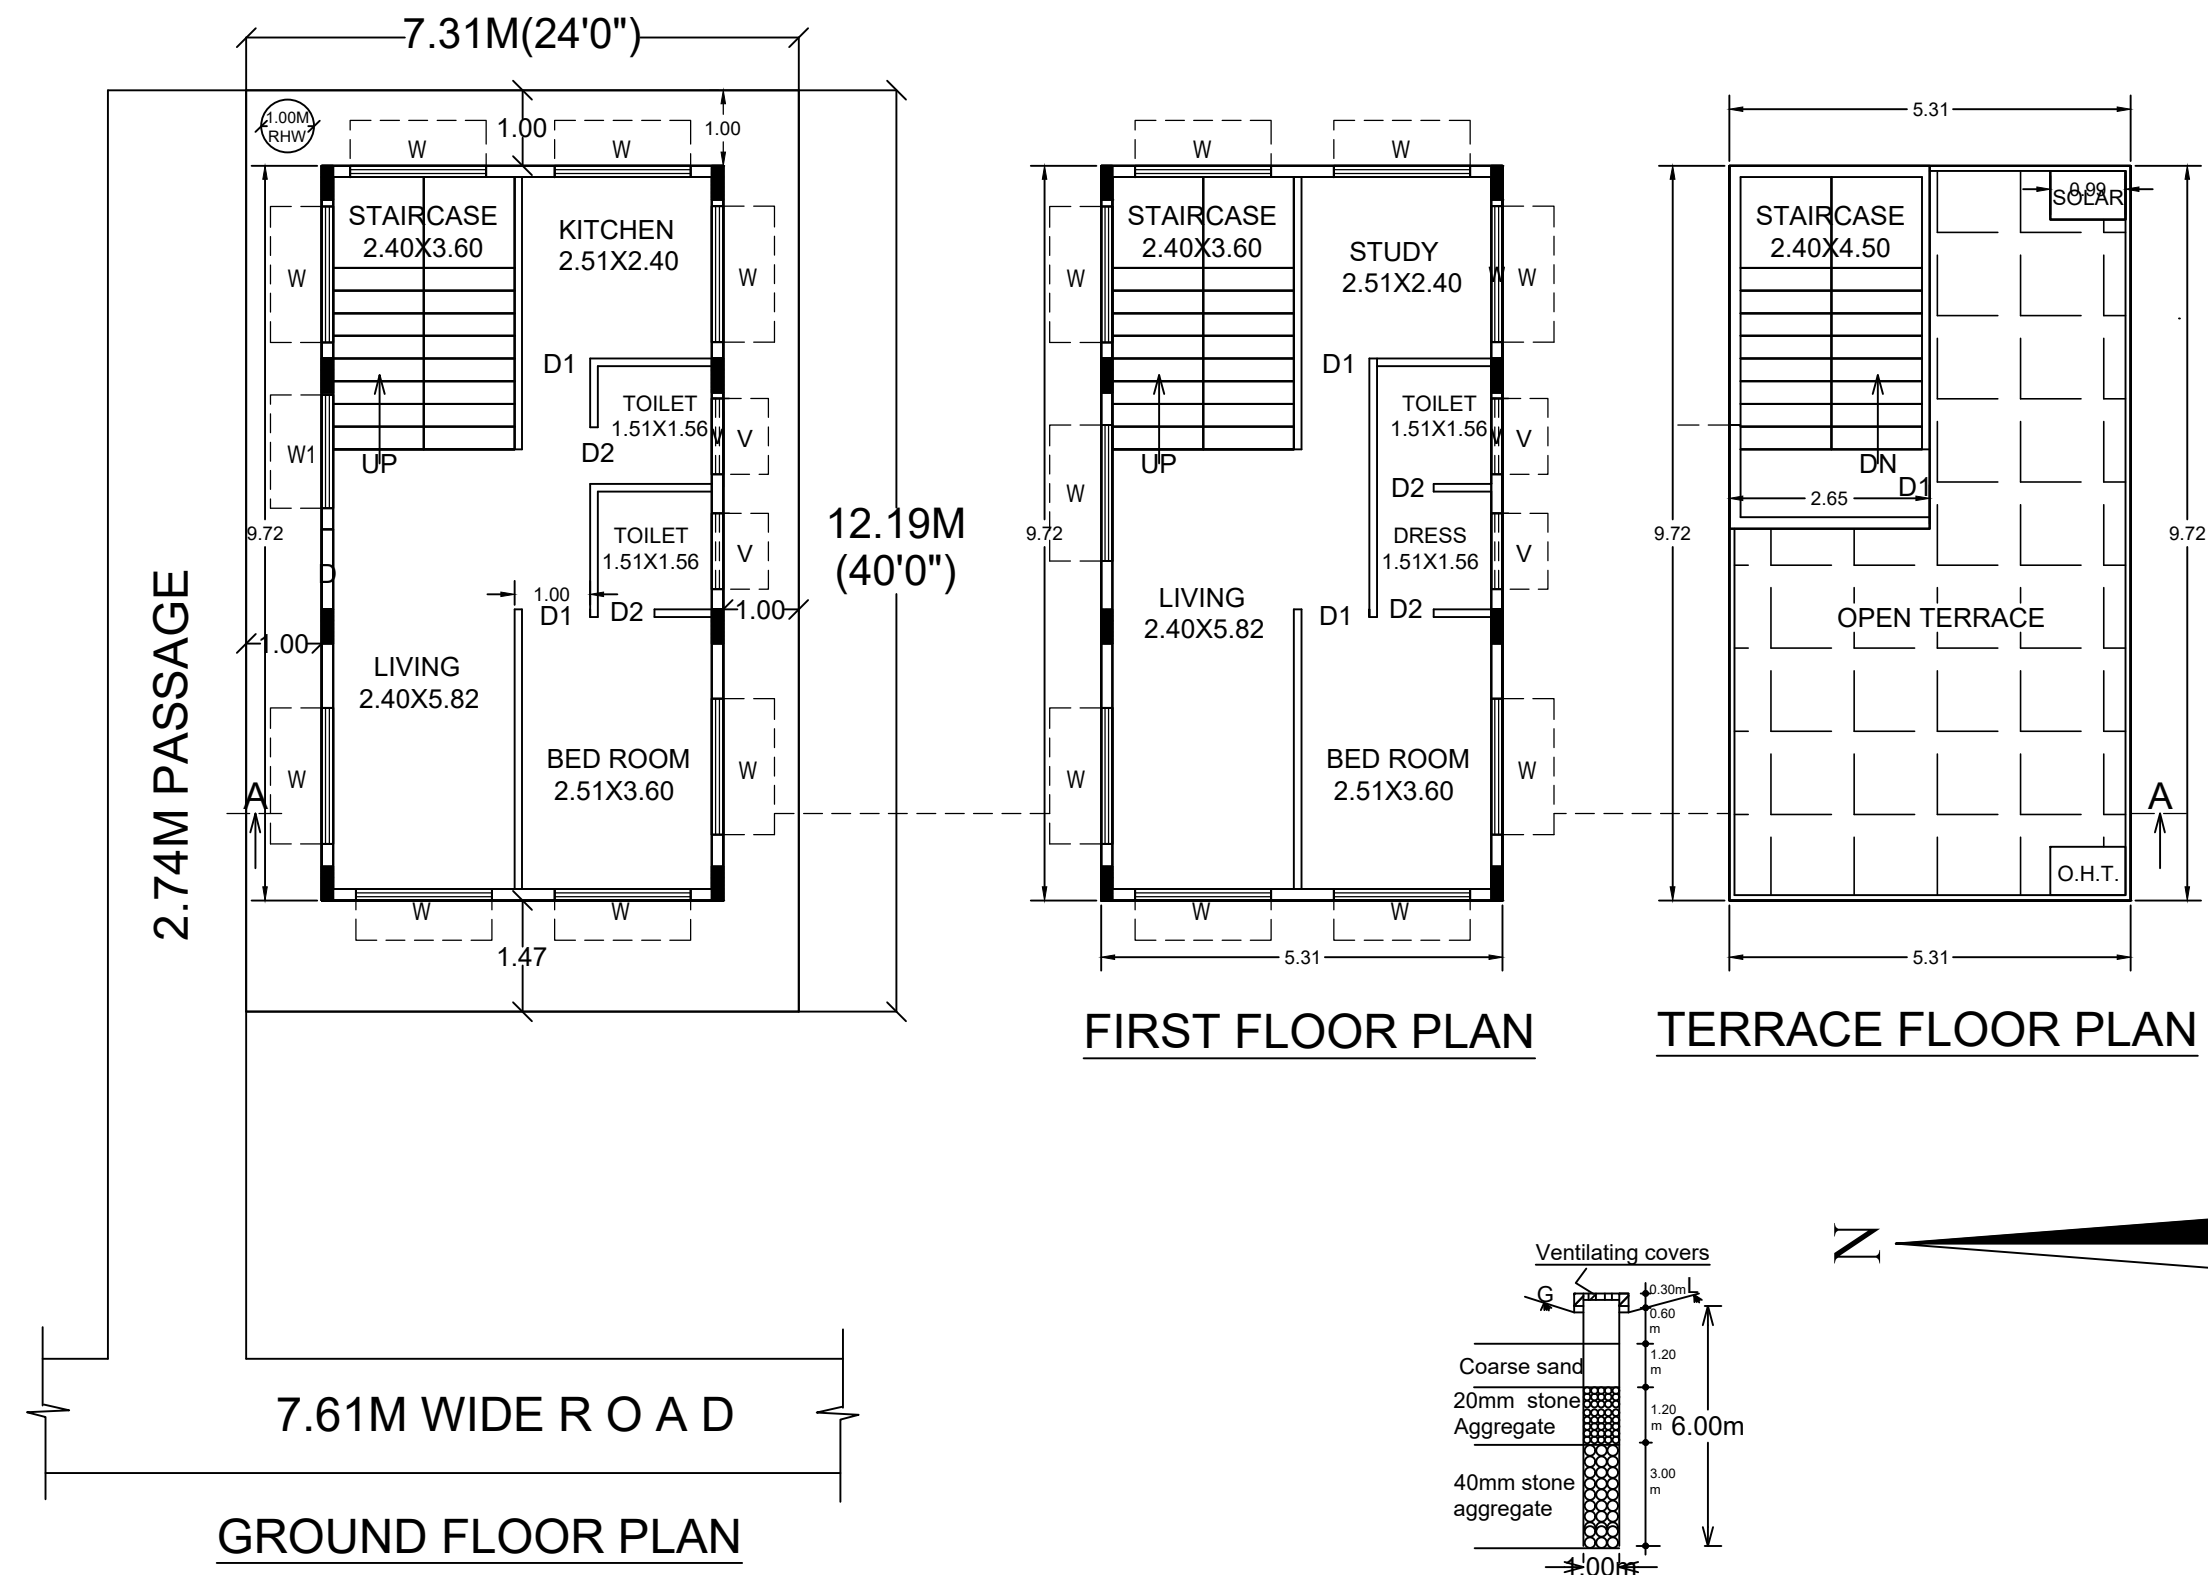 7.31M(24'0")
1.00M
RHW
1.00
1.00
W
W
STAIRCASE
2.40X3.60
KITCHEN
2.51X2.40
W
W
D1
TOILET
1.51X1.56
V
V
D2
W1
UP
9.72
TOILET
1.51X1.56
V
D
1.00
D1
D2
1.00
1.00
12.19M
(40'0")
LIVING
2.40X5.82
BED ROOM
2.51X3.60
W
W
A
W
W
1.47
2.74M PASSAGE
7.61M WIDE R O A D
GROUND FLOOR PLAN
W
W
STAIRCASE
2.40X3.60
STUDY
2.51X2.40
W
W
W
D1
TOILET
1.51X1.56
V
V
UP
W
D2
9.72
DRESS
1.51X1.56
V
LIVING
2.40X5.82
D1
D2
BED ROOM
2.51X3.60
W
W
W
W
5.31
FIRST FLOOR PLAN
5.31
0.99
SOLAR
STAIRCASE
2.40X4.50
DN
D1
2.65
9.72
9.72
OPEN TERRACE
A
O.H.T.
5.31
TERRACE FLOOR PLAN
N
Ventilating covers
G
L
0.30m
0.60
m
Coarse sand
1.20
m
20mm stone
Aggregate
1.20
m
6.00m
40mm stone
aggregate
3.00
m
1.00m